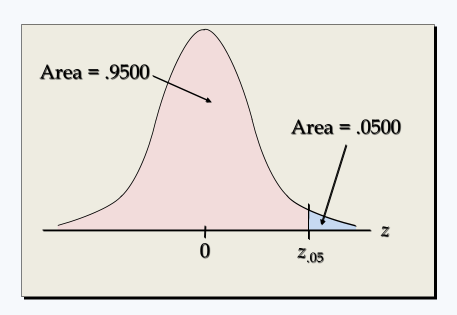 Area = .9500
Area = .0500
z
0
z.05